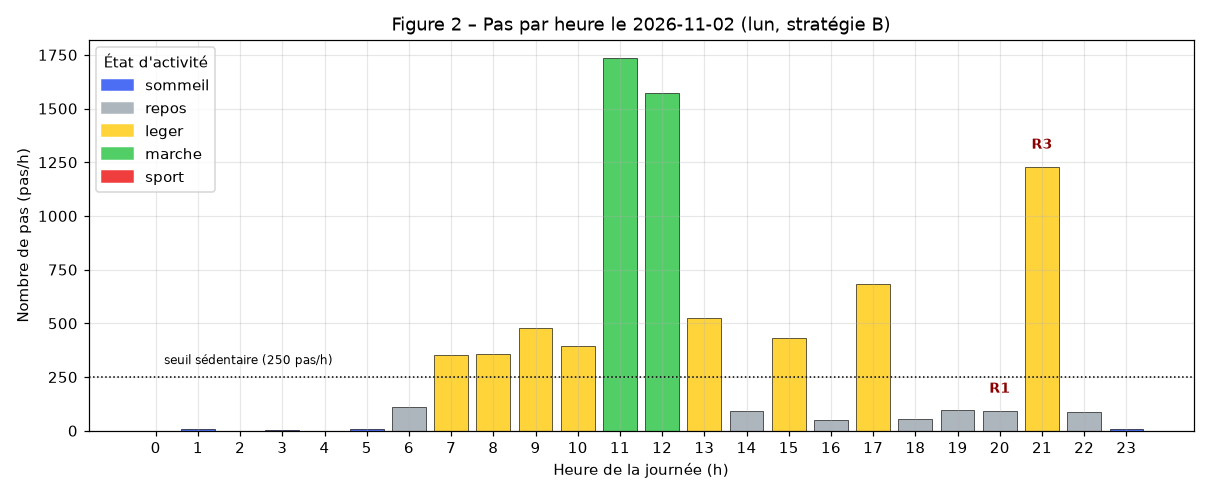 Figure 2 – Pas par heure le 2026-11-02 (lun, stratégie B)
Nombre de pas (pas/h)
1750
1500
1250
1000
750
500
250
0
État d'activité
sommeil
repos
leger
marche
sport
R3
seuil sédentaire (250 pas/h)
R1
0 1 2 3 4 5 6 7 8 9 10 11 12 13 14 15 16 17 18 19 20 21 22 23
Heure de la journée (h)